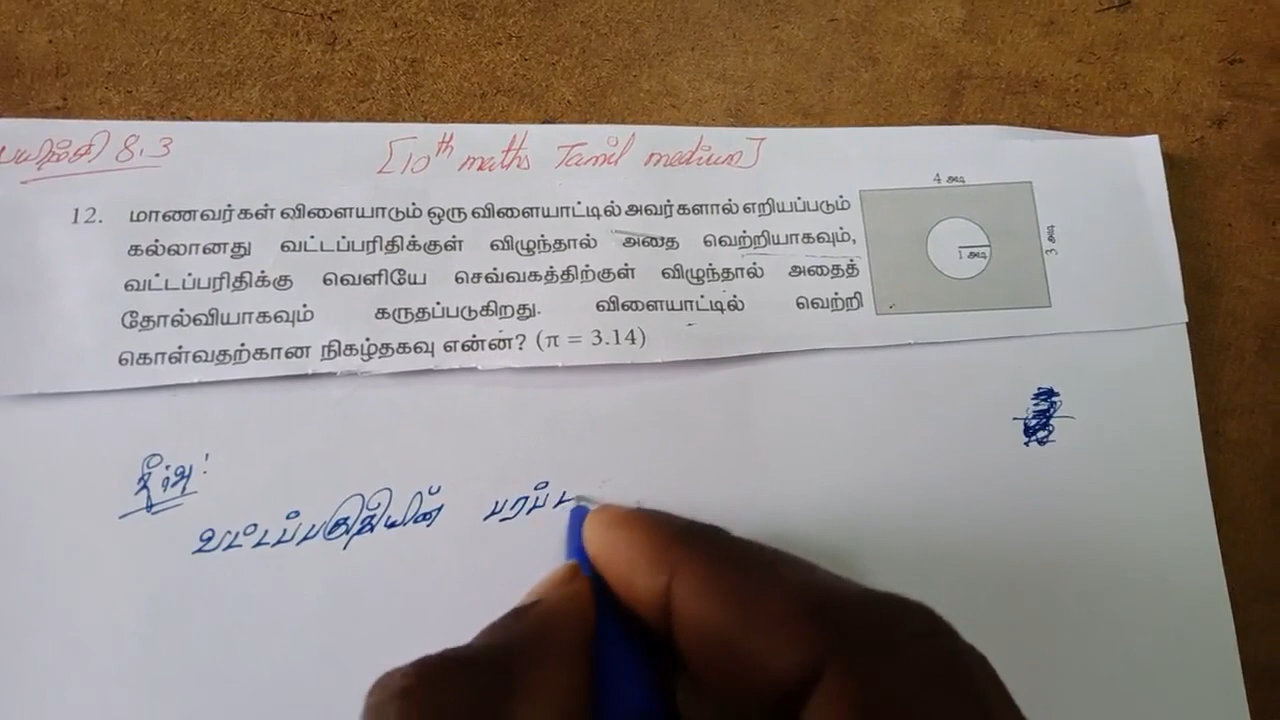 பயிற்சி 8.3
[10th maths Tamil medium]
12. மாணவர்கள் விளையாடும் ஒரு விளையாட்டில் அவர்களால் எறியப்படும்
கல்லானது வட்டப்பரிதிக்குள் விழுந்தால் அதை வெற்றியாகவும்,
வட்டப்பரிதிக்கு வெளியே செவ்வகத்திற்குள் விழுந்தால் அதைத்
தோல்வியாகவும் கருதப்படுகிறது. விளையாட்டில் வெற்றி
கொள்வதற்கான நிகழ்தகவு என்ன? (π = 3.14)
4 அடி
1 அடி
3 அடி
தீர்வு:
வட்டப்பகுதியின் பரப்ப